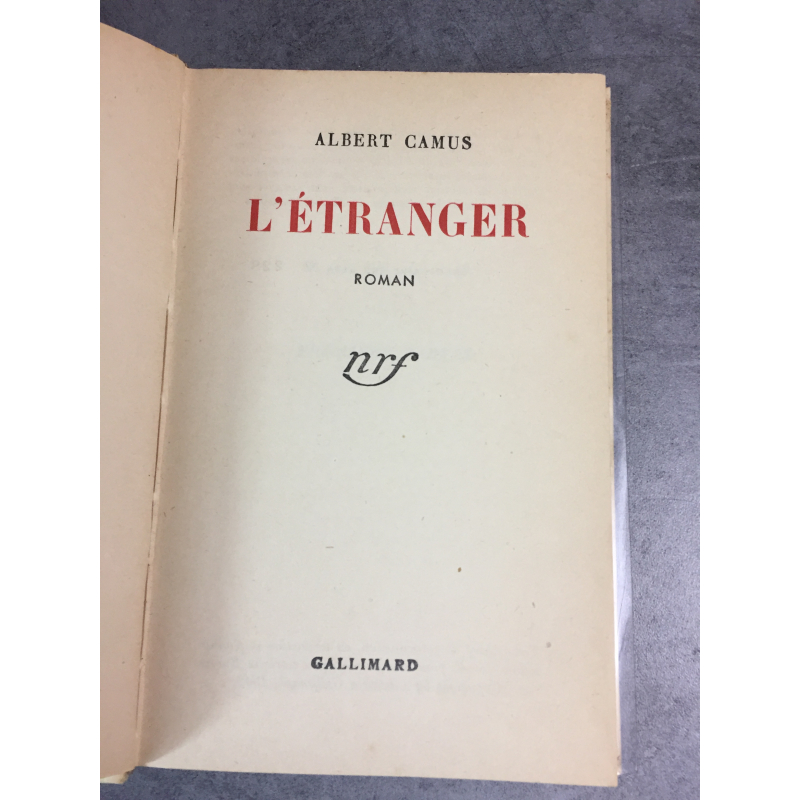 ALBERT CAMUS
L'ÉTRANGER
ROMAN
nrf
GALLIMARD